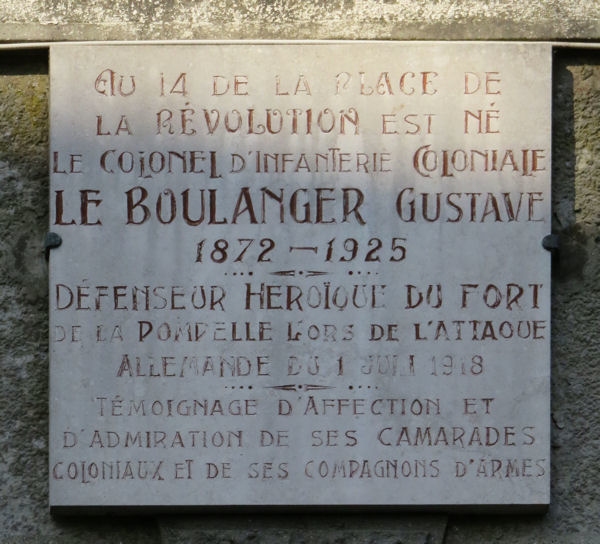 AU 14 DE LA PLACE DE
LA RÉVOLUTION EST NÉ
LE COLONEL D'INFANTERIE COLONIALE
LE BOULANGER GUSTAVE
1872 - 1925
DÉFENSEUR HEROÏQUE DU FORT
DE LA POMPELLE LORS DE L'ATTAQUE
ALLEMANDE DU 1 JUIN 1918
TÉMOIGNAGE D'AFFECTION ET
D'ADMIRATION DE SES CAMARADES
COLONIAUX ET DE SES COMPAGNONS D'ARMES